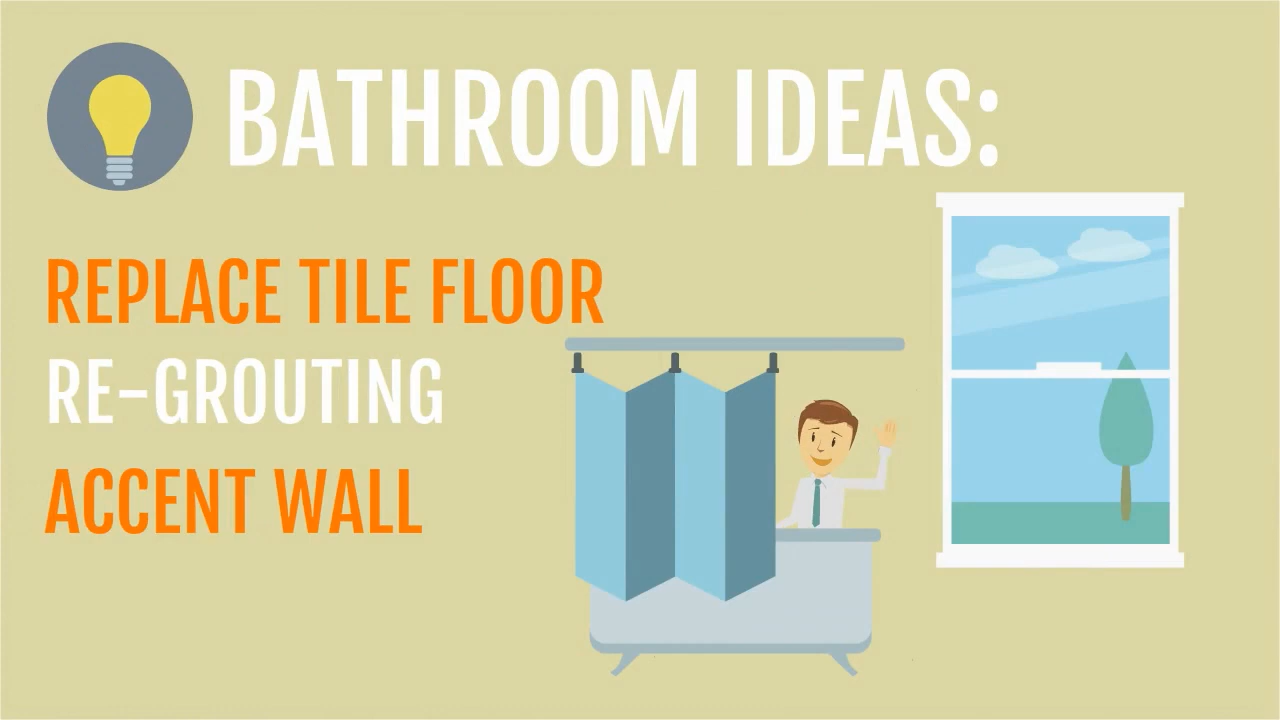 BATHROOM IDEAS:
REPLACE TILE FLOOR
RE-GROUTING
ACCENT WALL